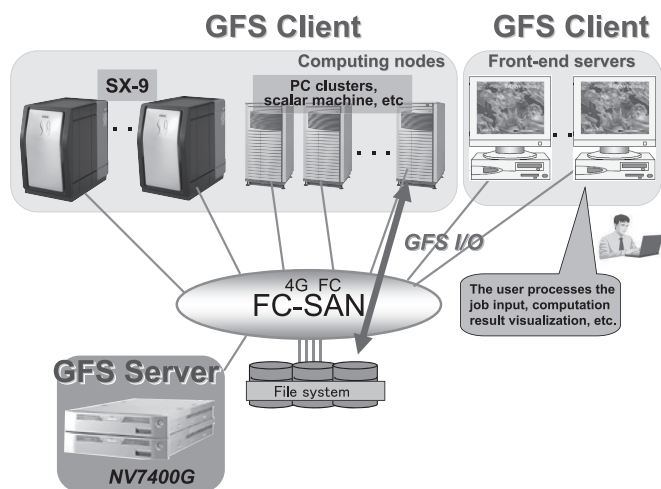 GFS Client
GFS Client
Computing nodes
Front-end servers
SX-9
PC clusters,
scalar machine, etc
GFS I/O
4G FC
FC-SAN
The user processes the
job input, computation
result visualization, etc.
GFS Server
File system
NV7400G